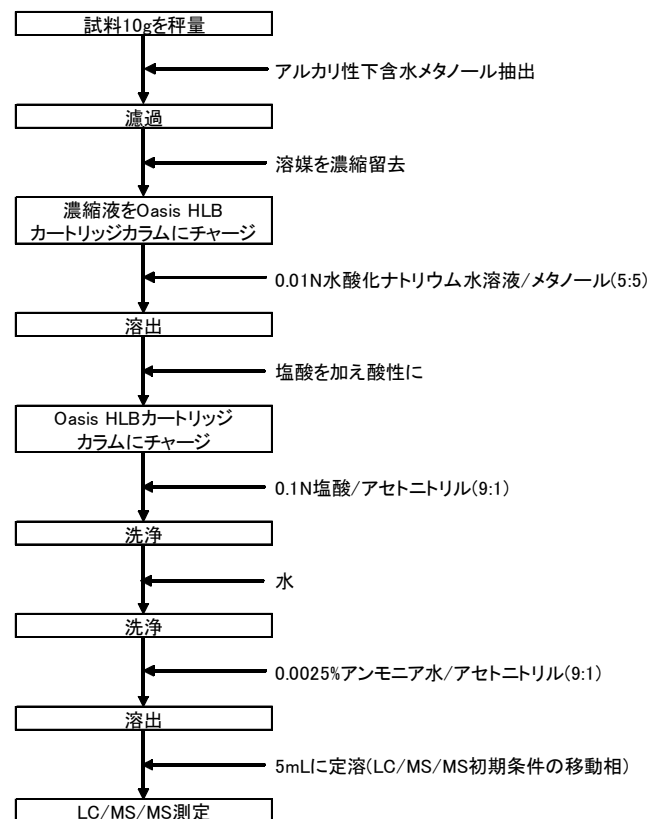 試料10gを秤量
アルカリ性下含水メタノール抽出
濾過
溶媒を濃縮留去
濃縮液をOasis HLB
カートリッジカラムにチャージ
0.01N水酸化ナトリウム水溶液/メタノール(5:5)
溶出
塩酸を加え酸性に
Oasis HLBカートリッジ
カラムにチャージ
0.1N塩酸/アセトニトリル(9:1)
洗浄
水
洗浄
0.0025%アンモニア水/アセトニトリル(9:1)
溶出
5mLに定溶(LC/MS/MS初期条件の移動相)
LC/MS/MS測定